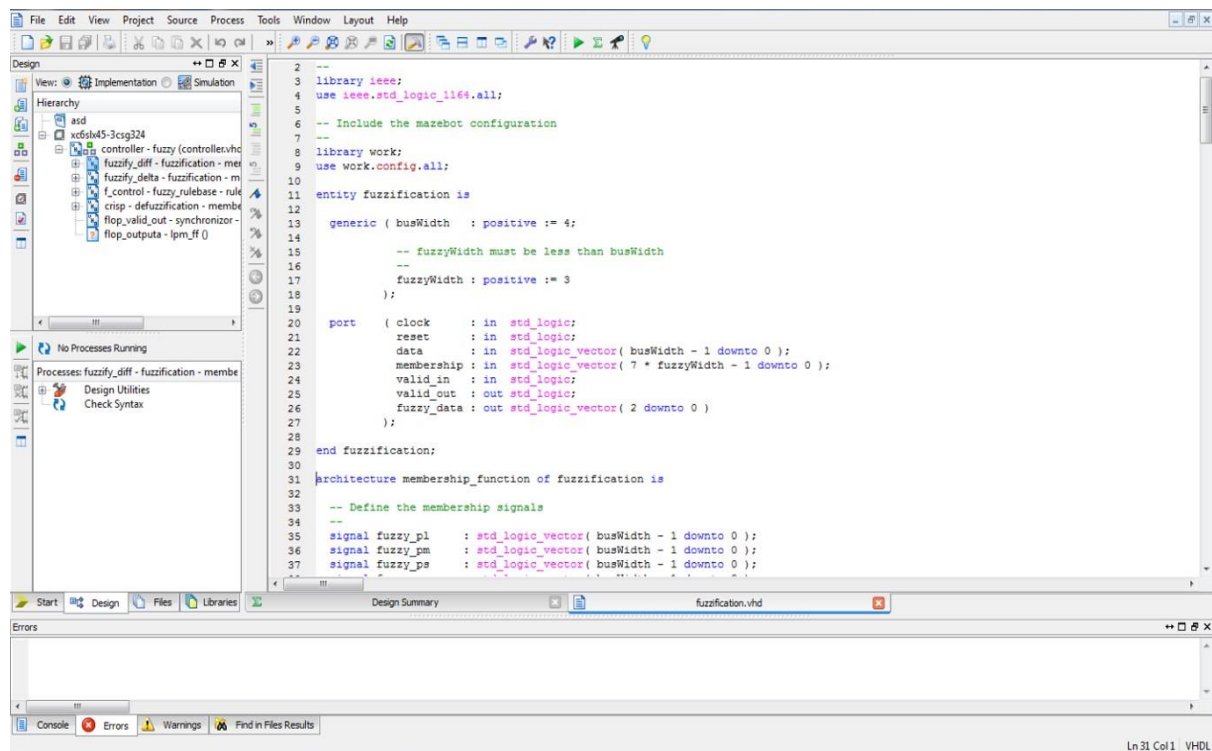 File Edit View Project Source Process Tools Window Layout Help
Design
View: Implementation Simulation
Hierarchy
asd
xc6slx45-3csg324
controller - fuzzy (controller.vhd
fuzzify_diff - fuzzification - mer
fuzzify_delta - fuzzification - m
f_control - fuzzy_rulebase - rule
crisp - defuzzification - membe
flop_valid_out - synchronizor -
flop_outputa - lpm_ff ()
No Processes Running
Processes: fuzzify_diff - fuzzification - membe
Design Utilities
Check Syntax
2 --
3 library ieee;
4 use ieee.std_logic_1164.all;
5
6 -- Include the mazebot configuration
7 --
8 library work;
9 use work.config.all;
10
11 entity fuzzification is
12
13 generic ( busWidth : positive := 4;
14
15 -- fuzzyWidth must be less than busWidth
16 --
17 fuzzyWidth : positive := 3
18 );
19
20 port ( clock : in std_logic;
21 reset : in std_logic;
22 data : in std_logic_vector( busWidth - 1 downto 0 );
23 membership : in std_logic_vector( 7 * fuzzyWidth - 1 downto 0 );
24 valid_in : in std_logic;
25 valid_out : out std_logic;
26 fuzzy_data : out std_logic_vector( 2 downto 0 )
27 );
28
29 end fuzzification;
30
31 architecture membership_function of fuzzification is
32
33 -- Define the membership signals
34 --
35 signal fuzzy_pl : std_logic_vector( busWidth - 1 downto 0 );
36 signal fuzzy_pm : std_logic_vector( busWidth - 1 downto 0 );
37 signal fuzzy_ps : std_logic_vector( busWidth - 1 downto 0 );
Start Design Files Libraries Design Summary fuzzification.vhd
Errors
Console Errors Warnings Find in Files Results
Ln 31 Col 1 VHDL